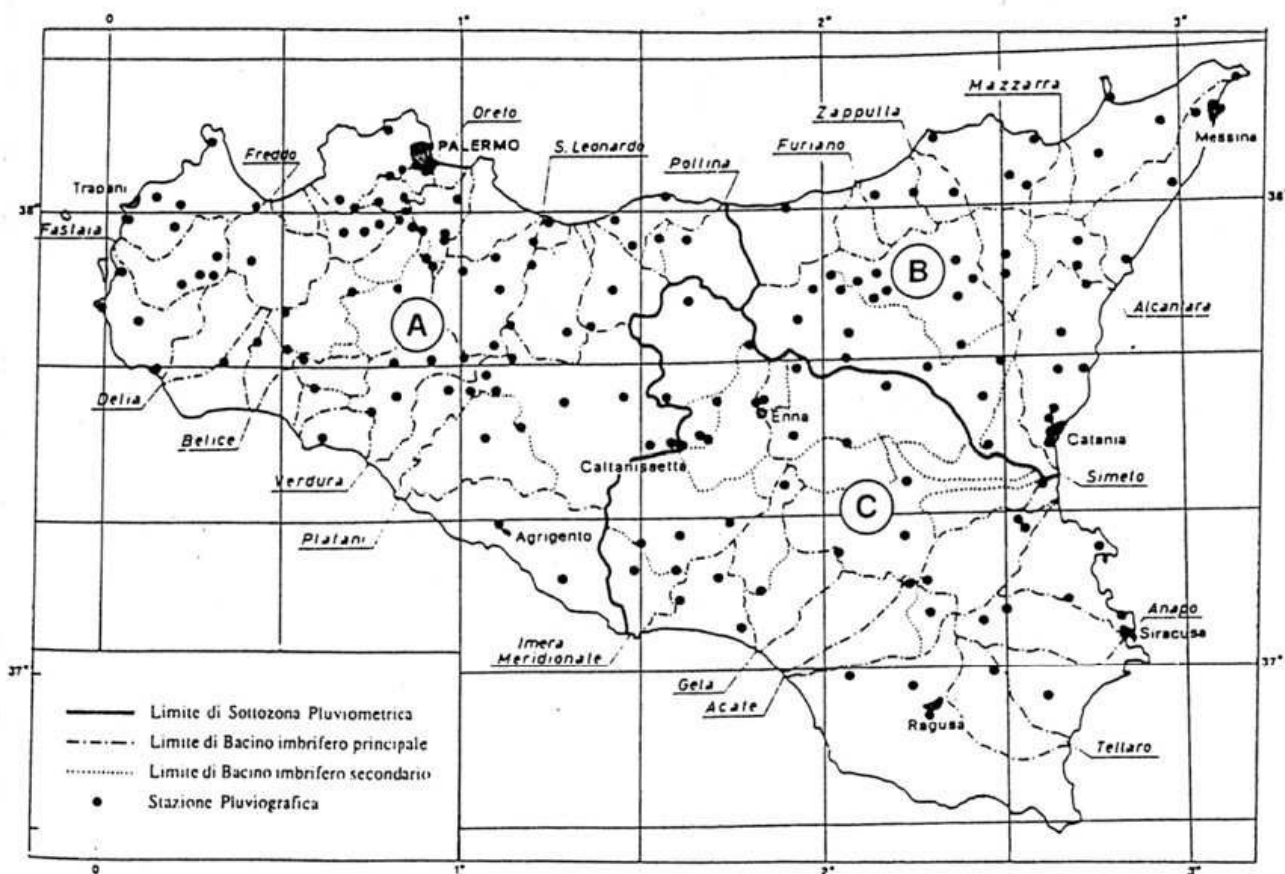 0 1° 2° 3°
Mazzarra
Oreto
Zappulla
Messina
PALERMO
S. Leonardo
Furiano
Freddo
Pollina
Trapani
38° 38°
Fastaia
B
Alcantara
A
Delia
Enna
Belice
Catania
Caltanissetta
Verdura
Simeto
C
Platani
Agrigento
Anapo
Siracusa
Imera
Meridionale
37° 37°
Gela
Acate
Ragusa
Tellaro
Limite di Sottozona Pluviometrica
Limite di Bacino imbrifero principale
Limite di Bacino imbrifero secondario
Stazione Pluviografica
0 1° 2° 3°